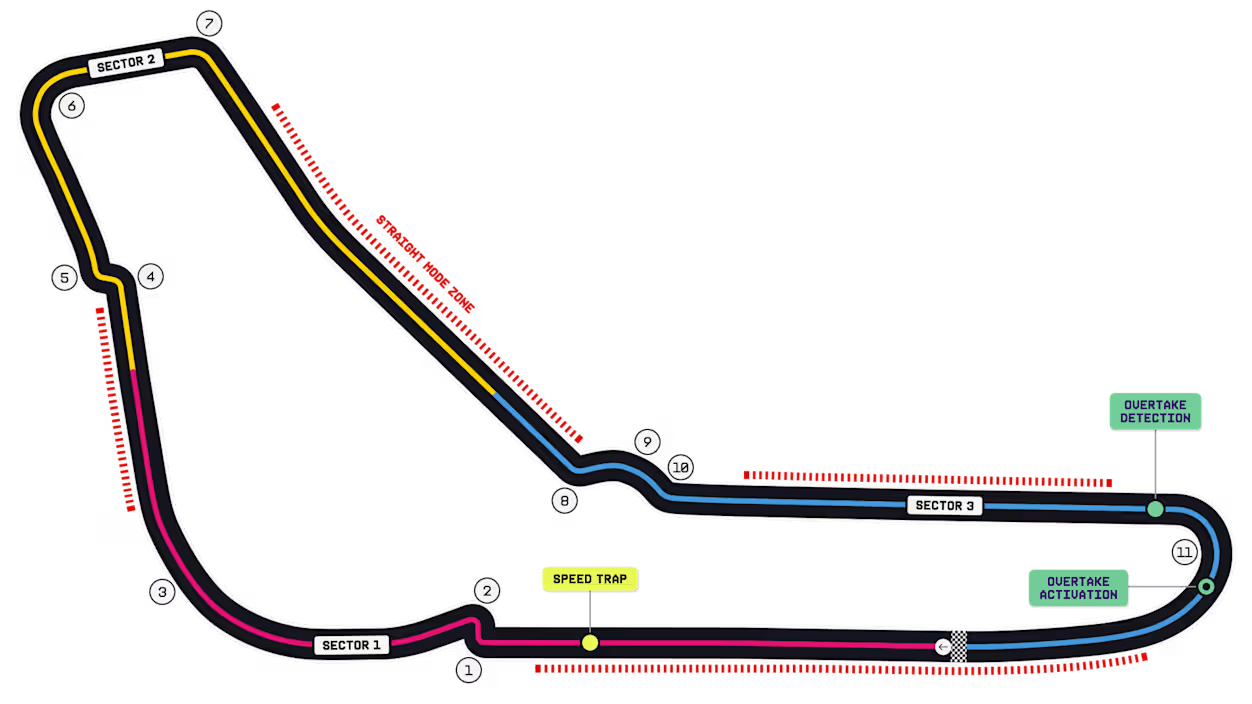 7
SECTOR 2
6
STRAIGHT MODE ZONE
5
4
9
10
8
OVERTAKE
DETECTION
SECTOR 3
11
OVERTAKE
ACTIVATION
SPEED TRAP
2
3
SECTOR 1
1